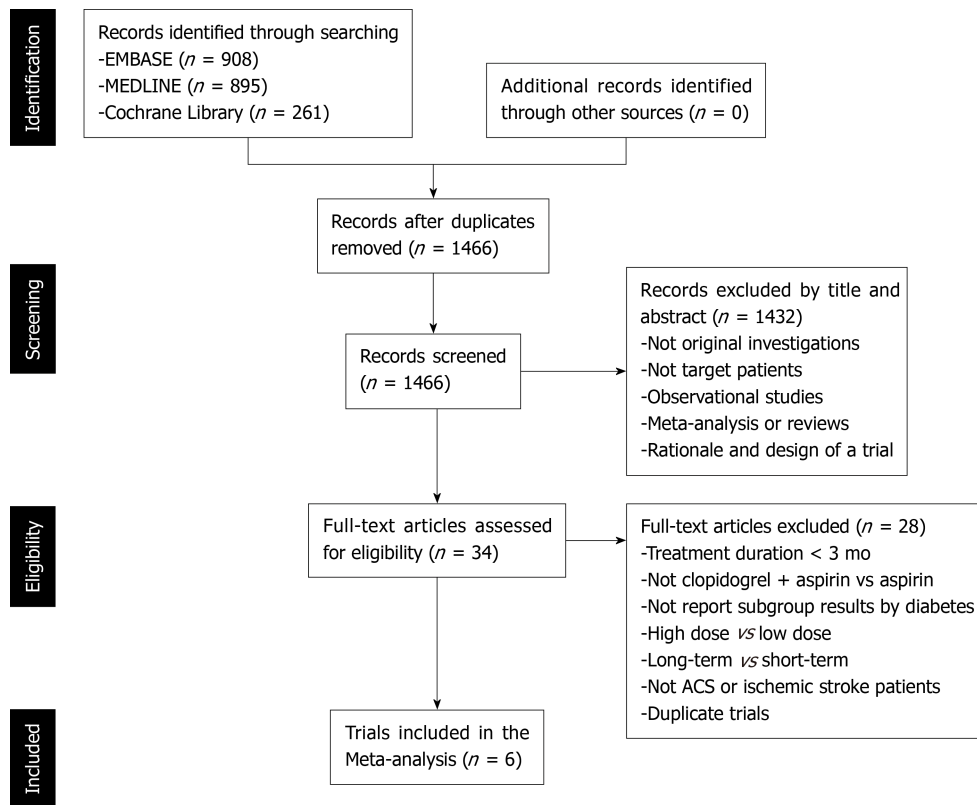 Identification
Records identified through searching
-EMBASE (n = 908)
-MEDLINE (n = 895)
-Cochrane Library (n = 261)
Additional records identified
through other sources (n = 0)
Records after duplicates
removed (n = 1466)
Screening
Records screened
(n = 1466)
Records excluded by title and
abstract (n = 1432)
-Not original investigations
-Not target patients
-Observational studies
-Meta-analysis or reviews
-Rationale and design of a trial
Eligibility
Full-text articles assessed
for eligibility (n = 34)
Full-text articles excluded (n = 28)
-Treatment duration < 3 mo
-Not clopidogrel + aspirin vs aspirin
-Not report subgroup results by diabetes
-High dose vs low dose
-Long-term vs short-term
-Not ACS or ischemic stroke patients
-Duplicate trials
Included
Trials included in the
Meta-analysis (n = 6)